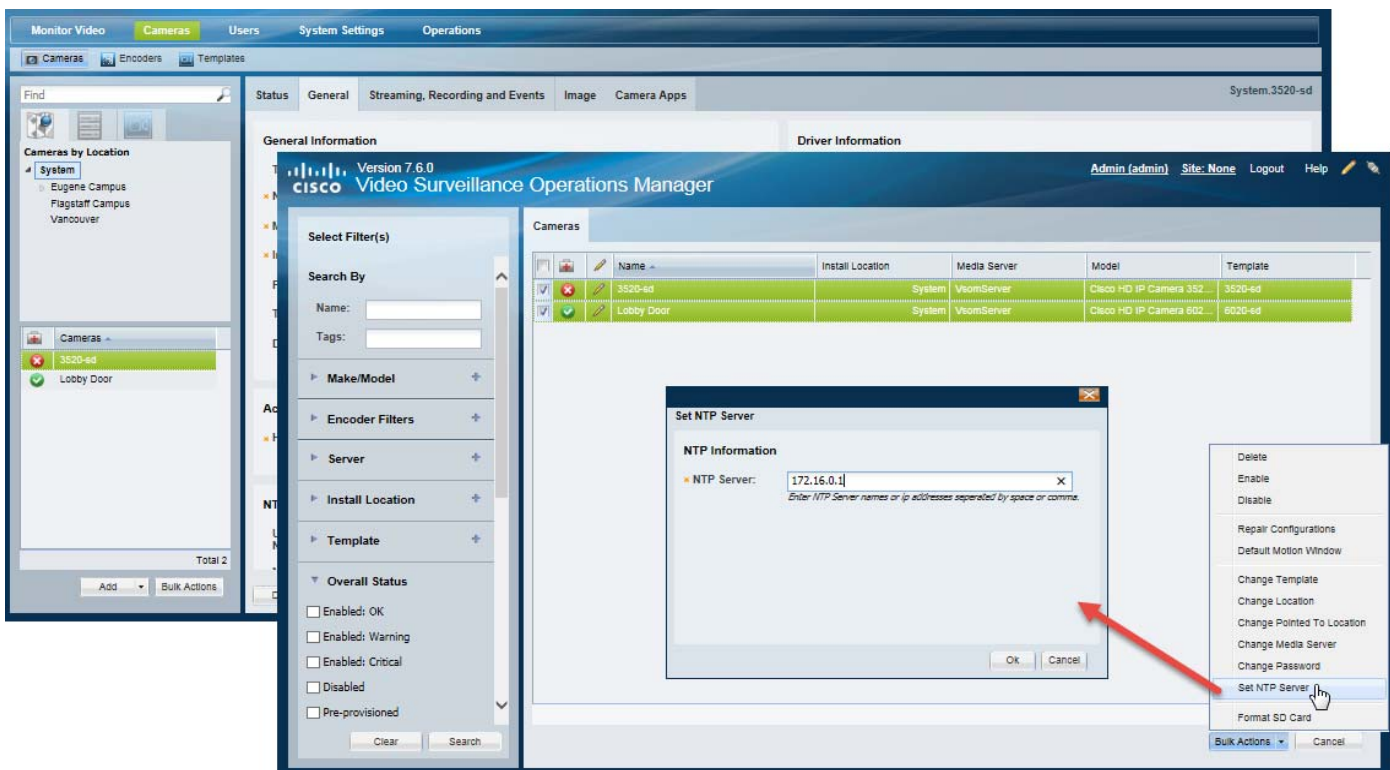 Monitor Video Cameras Users System Settings Operations
Cameras Encoders Templates
Find
Cameras by Location
System
Eugene Campus
Flagstaff Campus
Vancouver
Cameras
3520-sd
Lobby Door
Total 2
Add Bulk Actions
Status General Streaming, Recording and Events Image Camera Apps
System.3520-sd
General Information
Driver Information
NT
cisco
Version 7.6.0
Video Surveillance Operations Manager
Admin (admin) Site: None Logout Help
Select Filter(s)
Search By
Name:
Tags:
Make/Model
Encoder Filters
Server
Install Location
Template
Overall Status
Enabled: OK
Enabled: Warning
Enabled: Critical
Disabled
Pre-provisioned
Clear Search
Cameras
Name Install Location Media Server Model Template
3520-sd System VsomServer Cisco HD IP Camera 352... 3520-sd
Lobby Door System VsomServer Cisco HD IP Camera 602... 6020-sd
Set NTP Server
NTP Information
NTP Server: 172.16.0.1
Enter NTP Server names or ip addresses seperated by space or comma.
Ok Cancel
Delete
Enable
Disable
Repair Configurations
Default Motion Window
Change Template
Change Location
Change Pointed To Location
Change Media Server
Change Password
Set NTP Server
Format SD Card
Bulk Actions Cancel